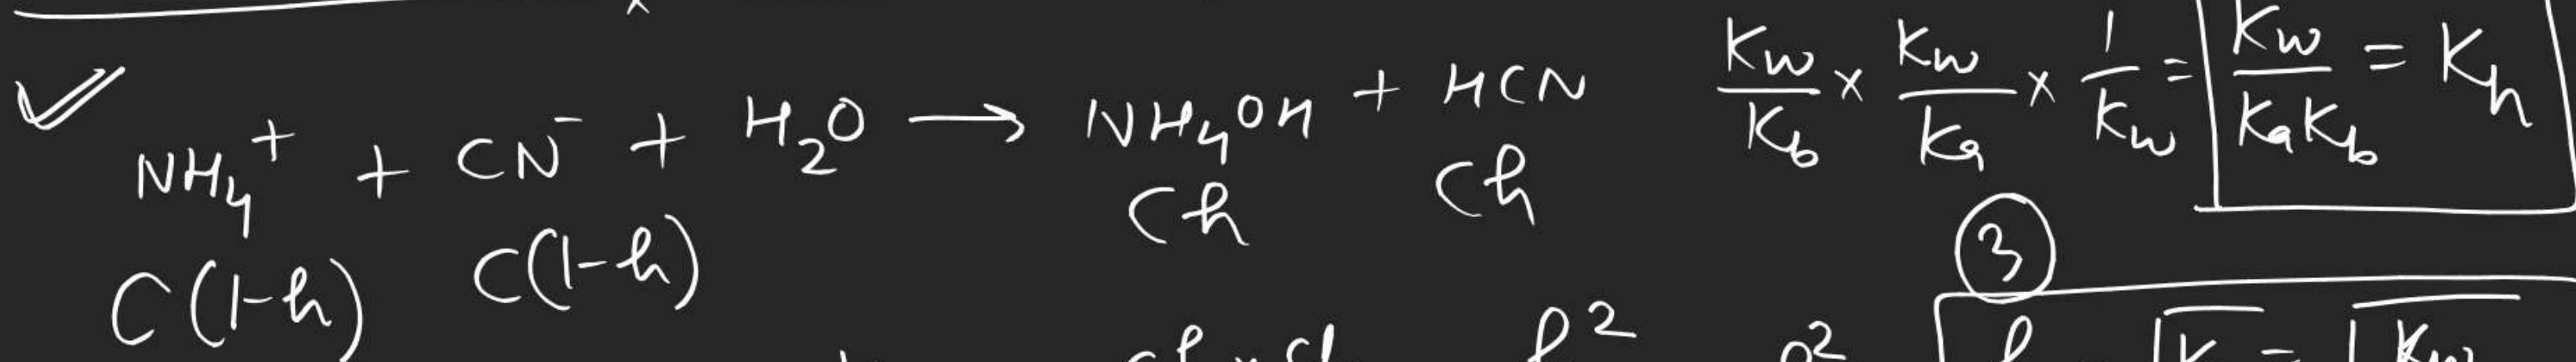 NH₄⁺ + CN⁻ + H₂O ⟶ NH₄OH + HCN
C(1-h) C(1-h) Ch Ch
Kw/Kb × Kw/Ka × 1/Kw = Kw/KaKb = Kh
③